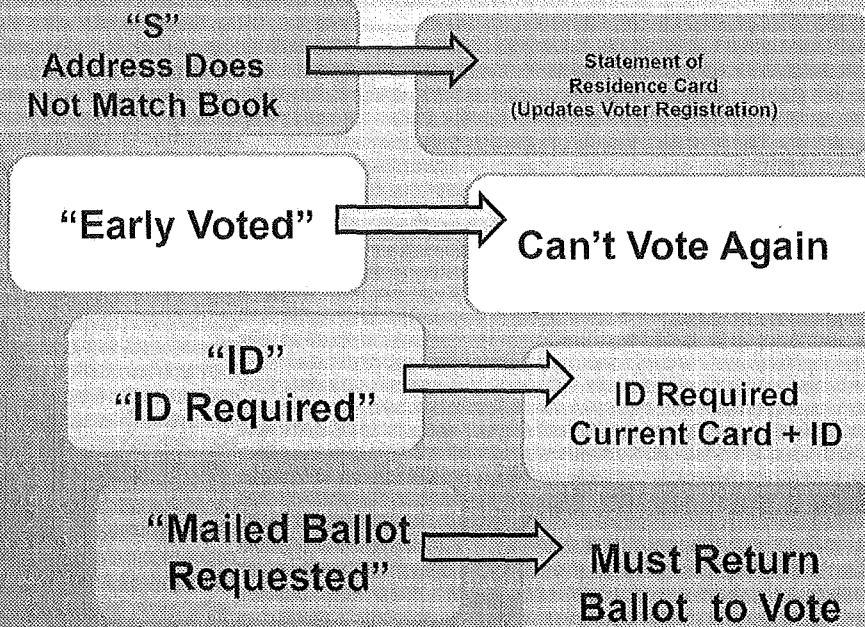 “S”
Address Does
Not Match Book
Statement of
Residence Card
(Updates Voter Registration)
“Early Voted”
Can’t Vote Again
“ID”
“ID Required”
ID Required
Current Card + ID
“Mailed Ballot
Requested”
Must Return
Ballot to Vote